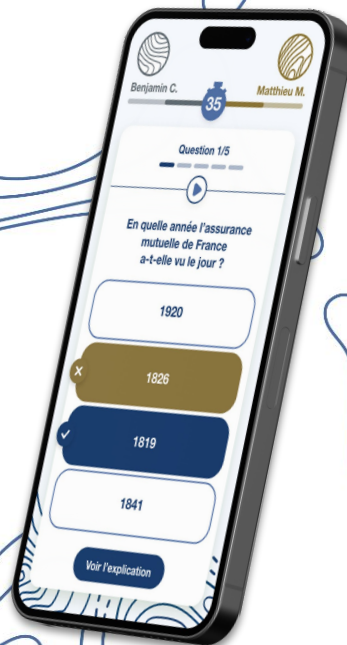 Benjamin C.
Matthieu M.
35
Question 1/5
En quelle année l'assurance
mutuelle de France
a-t-elle vu le jour ?
1920
1826
1819
1841
Voir l'explication